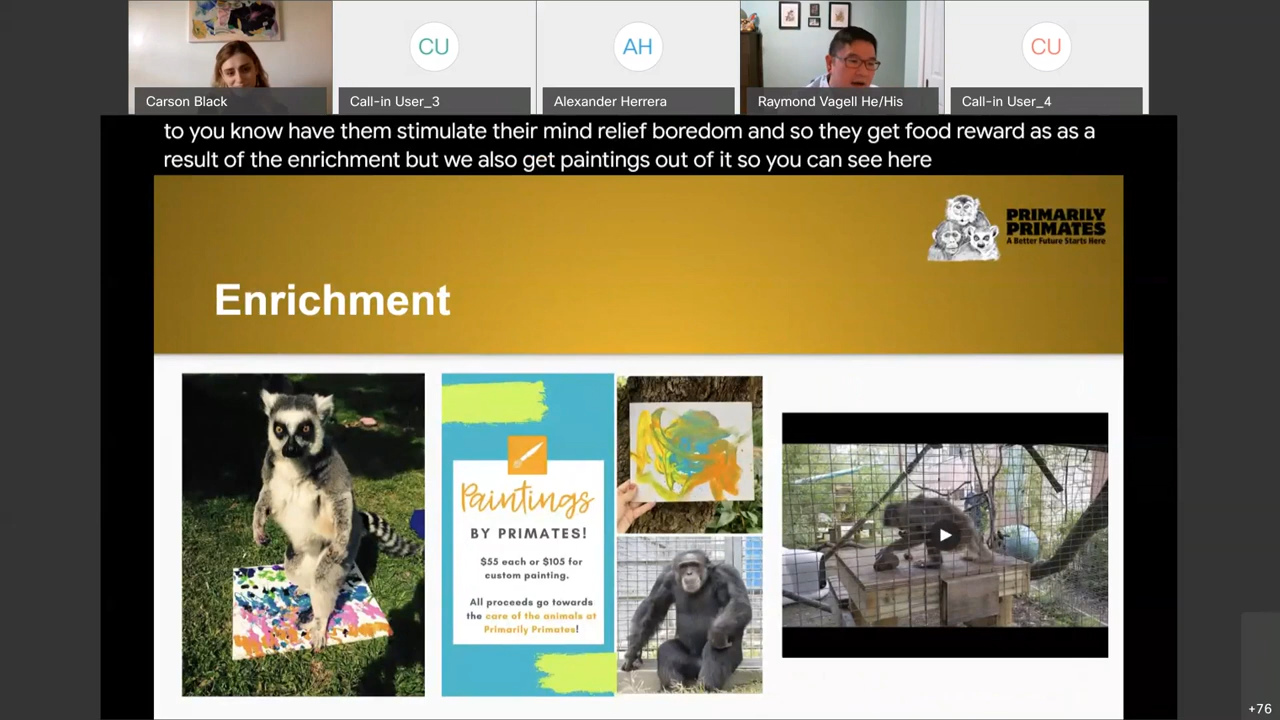 CU
AH
CU
Carson Black
Call-in User_3
Alexander Herrera
Raymond Vagell He/His
Call-in User_4
to you know have them stimulate their mind relief boredom and so they get food reward as as a
result of the enrichment but we also get paintings out of it so you can see here
PRIMARILY
PRIMATES
A Better Future Starts Here
Enrichment
Paintings
BY PRIMATES!
$55 each or $105 for
custom painting.
All proceeds go towards
the care of the animals at
Primarily Primates!
+76